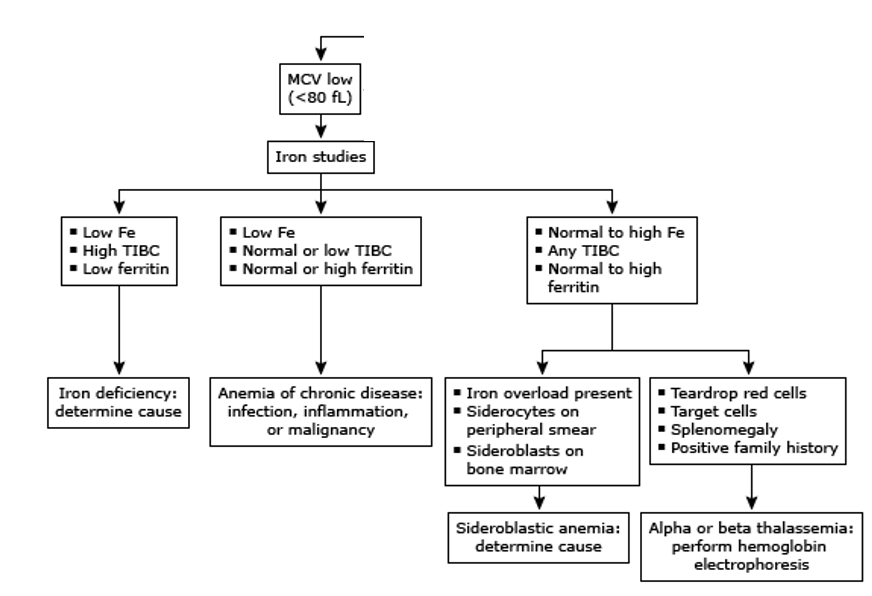 MCV low
(<80 fL)
Iron studies
▪ Low Fe
▪ High TIBC
▪ Low ferritin
▪ Low Fe
▪ Normal or low TIBC
▪ Normal or high ferritin
▪ Normal to high Fe
▪ Any TIBC
▪ Normal to high
ferritin
Iron deficiency:
determine cause
Anemia of chronic disease:
infection, inflammation,
or malignancy
▪ Iron overload present
▪ Siderocytes on
peripheral smear
▪ Sideroblasts on
bone marrow
▪ Teardrop red cells
▪ Target cells
▪ Splenomegaly
▪ Positive family history
Sideroblastic anemia:
determine cause
Alpha or beta thalassemia:
perform hemoglobin
electrophoresis